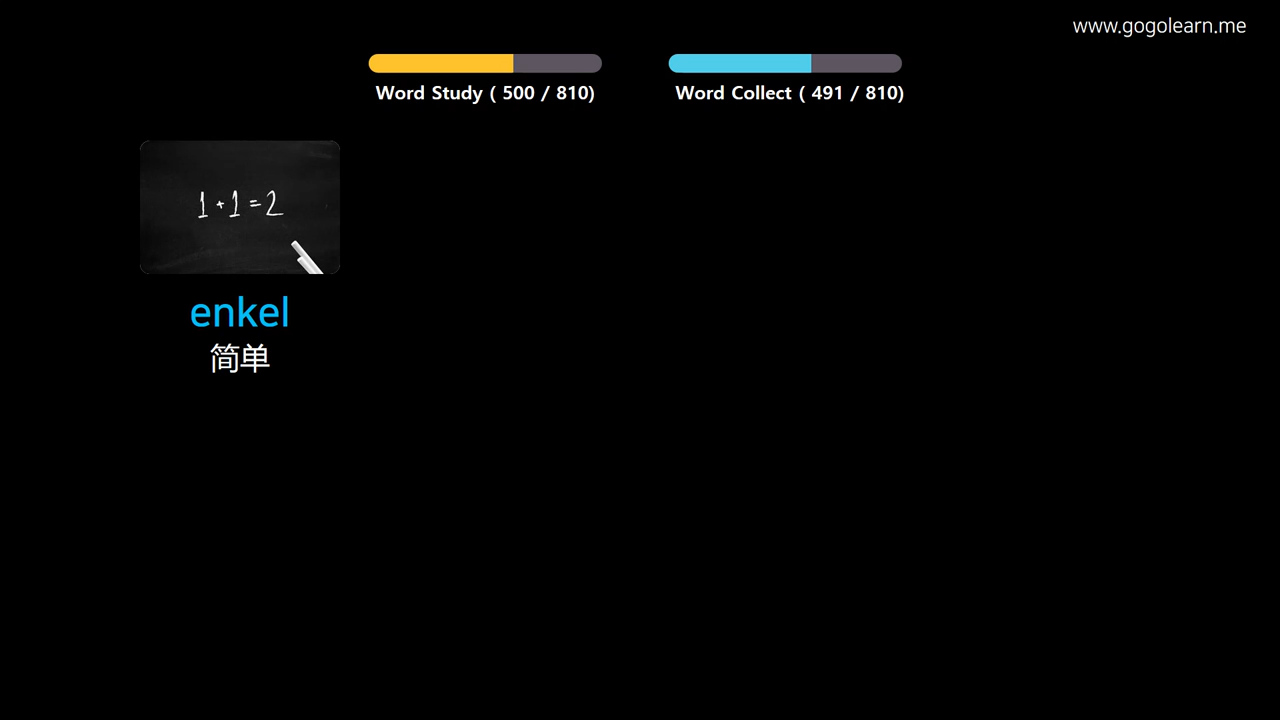 www.gogolearn.me
Word Study ( 500 / 810)
Word Collect ( 491 / 810)
1+1=2
enkel
简单